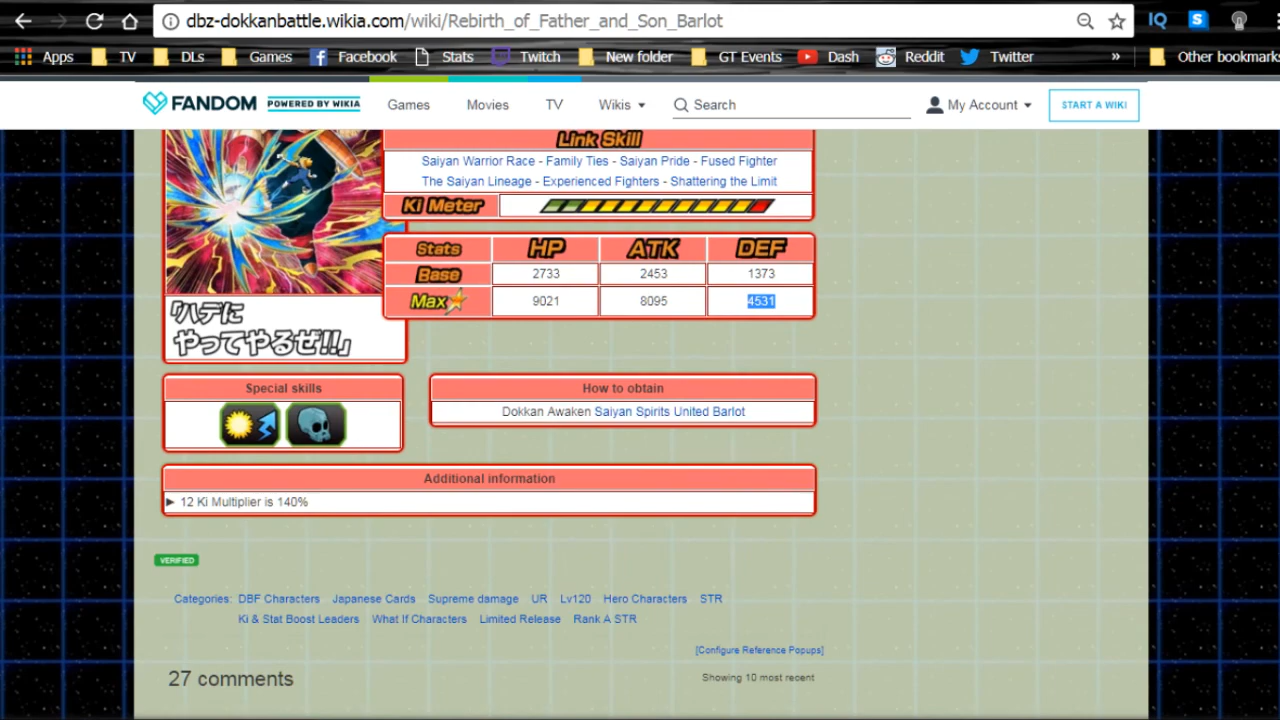 dbz-dokkanbattle.wikia.com/wiki/Rebirth_of_Father_and_Son_Barlot
IQ
S
Apps TV DLs Games Facebook Stats Twitch New folder GT Events Dash Reddit Twitter » Other bookmarks
FANDOM POWERED BY WIKIA Games Movies TV Wikis Search My Account START A WIKI
Link Skill
Saiyan Warrior Race - Family Ties - Saiyan Pride - Fused Fighter
The Saiyan Lineage - Experienced Fighters - Shattering the Limit
Ki Meter
Stats HP ATK DEF
Base 2733 2453 1373
Max 9021 8095 4531
「ハデに
やってやるぜ!!」
Special skills
How to obtain
Dokkan Awaken Saiyan Spirits United Barlot
Additional information
► 12 Ki Multiplier is 140%
VERIFIED
Categories: DBF Characters Japanese Cards Supreme damage UR Lv120 Hero Characters STR
Ki & Stat Boost Leaders What If Characters Limited Release Rank A STR
[Configure Reference Popups]
27 comments
Showing 10 most recent